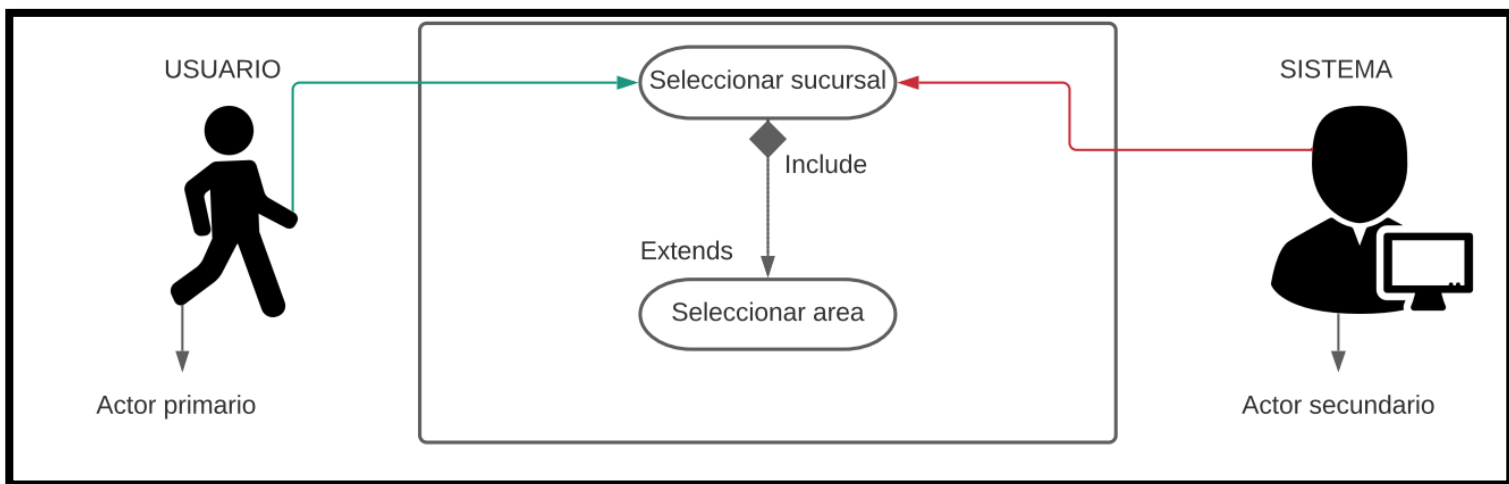 USUARIO
Seleccionar sucursal
SISTEMA
Include
Extends
Seleccionar area
Actor primario
Actor secundario